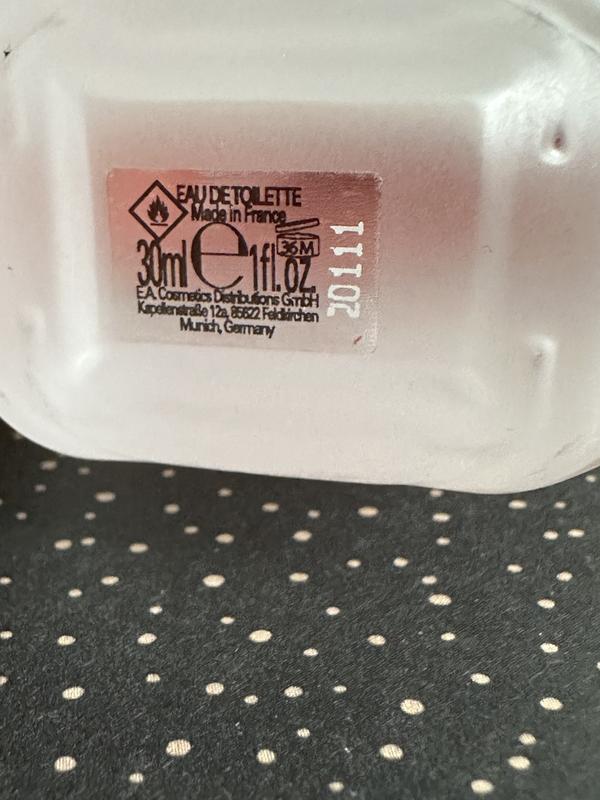 EAU DE TOILETTE
Made in France
36M
30ml e 1fl.oz.
E.A. Cosmetics Distributions GmbH
Kapellenstraße 12a, 85622 Feldkirchen
Munich, Germany
20111